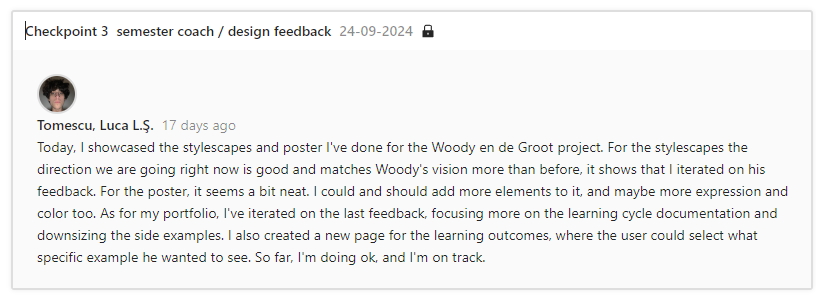 Checkpoint 3 semester coach / design feedback 24-09-2024
Tomescu, Luca L.Ş. 17 days ago
Today, I showcased the stylescapes and poster I've done for the Woody en de Groot project. For the stylescapes the
direction we are going right now is good and matches Woody's vision more than before, it shows that I iterated on his
feedback. For the poster, it seems a bit neat. I could and should add more elements to it, and maybe more expression and
color too. As for my portfolio, I've iterated on the last feedback, focusing more on the learning cycle documentation and
downsizing the side examples. I also created a new page for the learning outcomes, where the user could select what
specific example he wanted to see. So far, I'm doing ok, and I'm on track.